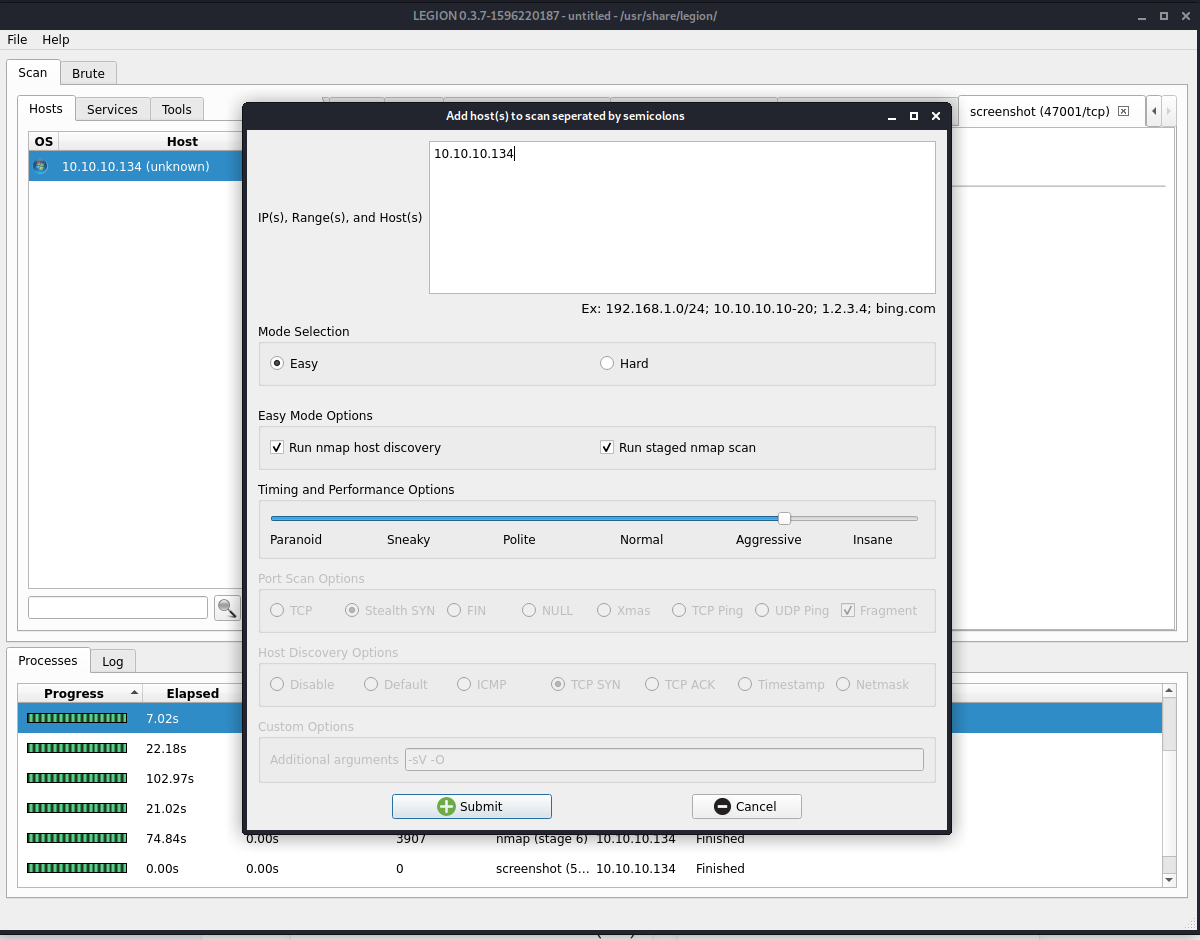 LEGION 0.3.7-1596220187 - untitled - /usr/share/legion/
File Help
Scan Brute
Hosts Services Tools
screenshot (47001/tcp)
OS Host
10.10.10.134 (unknown)
Add host(s) to scan seperated by semicolons
IP(s), Range(s), and Host(s)
10.10.10.134
Ex: 192.168.1.0/24; 10.10.10.10-20; 1.2.3.4; bing.com
Mode Selection
Easy Hard
Easy Mode Options
Run nmap host discovery Run staged nmap scan
Timing and Performance Options
Paranoid Sneaky Polite Normal Aggressive Insane
Port Scan Options
TCP Stealth SYN FIN NULL Xmas TCP Ping UDP Ping Fragment
Host Discovery Options
Disable Default ICMP TCP SYN TCP ACK Timestamp Netmask
Custom Options
Additional arguments -sV -O
Submit Cancel
Processes Log
Progress Elapsed
7.02s
22.18s
102.97s
21.02s
74.84s 0.00s 3907 nmap (stage 6) 10.10.10.134 Finished
0.00s 0.00s 0 screenshot (5... 10.10.10.134 Finished